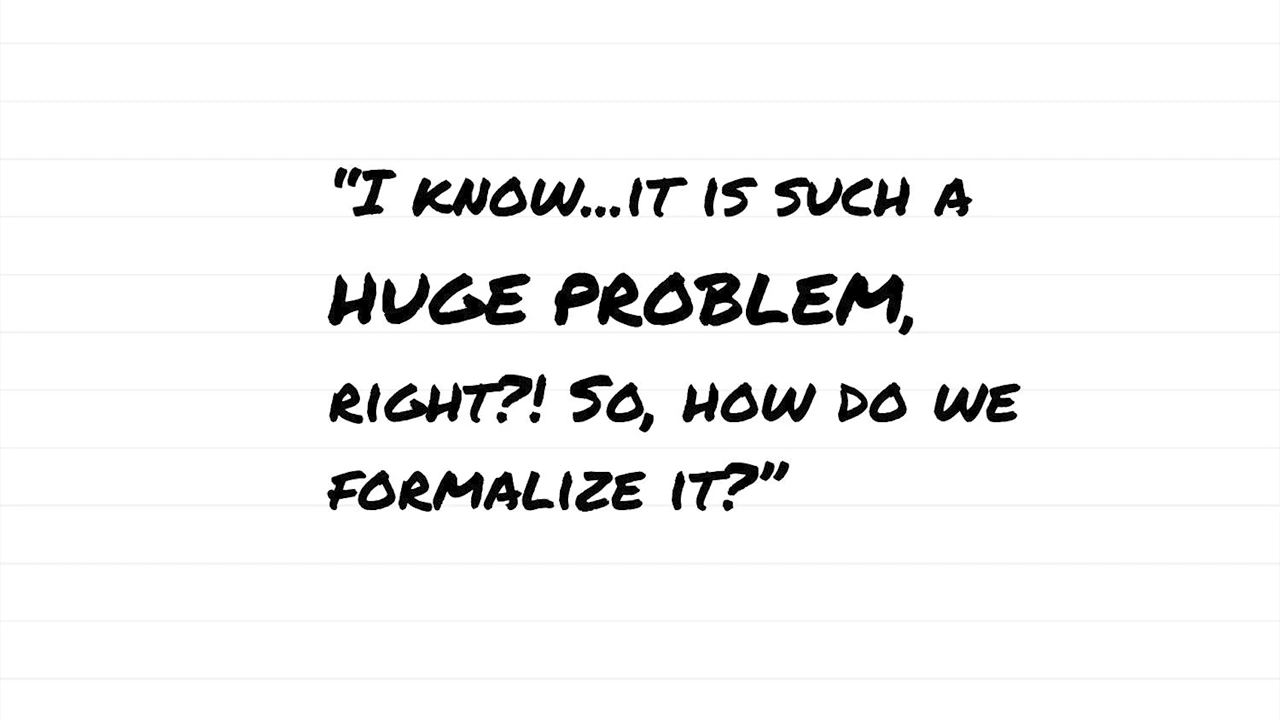 “I KNOW...IT IS SUCH A
HUGE PROBLEM,
RIGHT?! SO, HOW DO WE
FORMALIZE IT?”